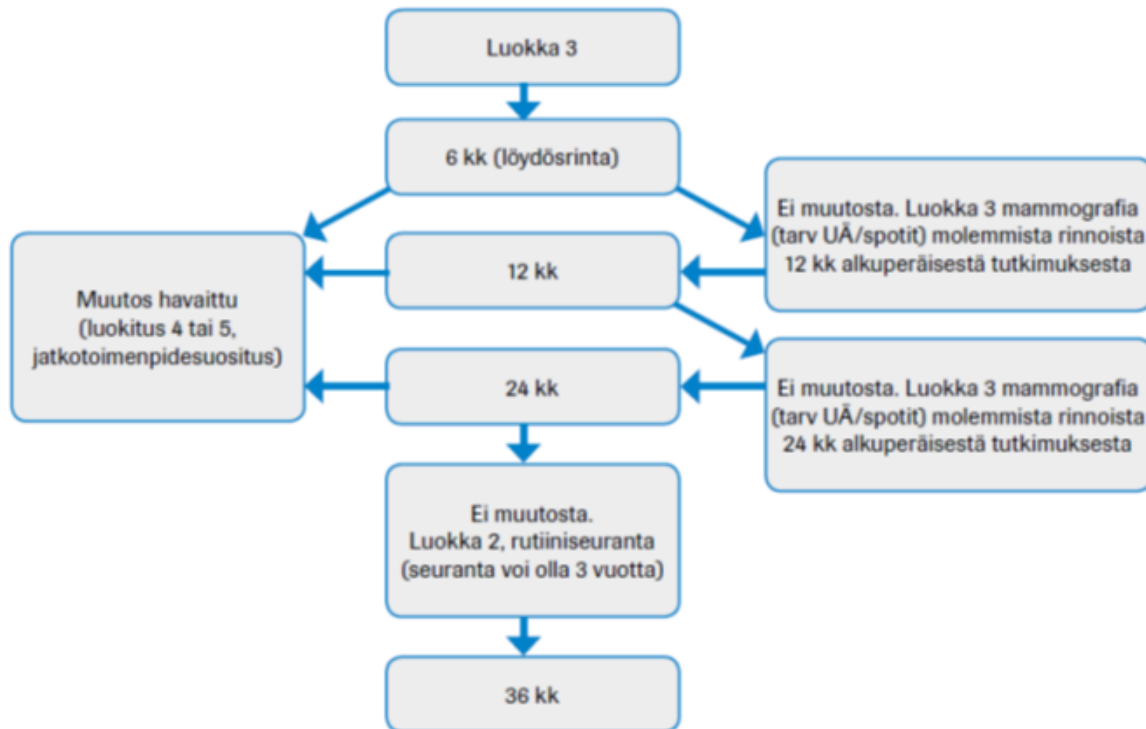 Luokka 3
6 kk (löydösrinta)
Ei muutosta. Luokka 3 mammografia
(tarv UÄ/spotit) molemmista rinnoista
12 kk alkuperäisestä tutkimuksesta
12 kk
Muutos havaittu
(luokitus 4 tai 5,
jatkotoimenpidesuositus)
24 kk
Ei muutosta. Luokka 3 mammografia
(tarv UÄ/spotit) molemmista rinnoista
24 kk alkuperäisestä tutkimuksesta
Ei muutosta.
Luokka 2, rutiiniseuranta
(seuranta voi olla 3 vuotta)
36 kk